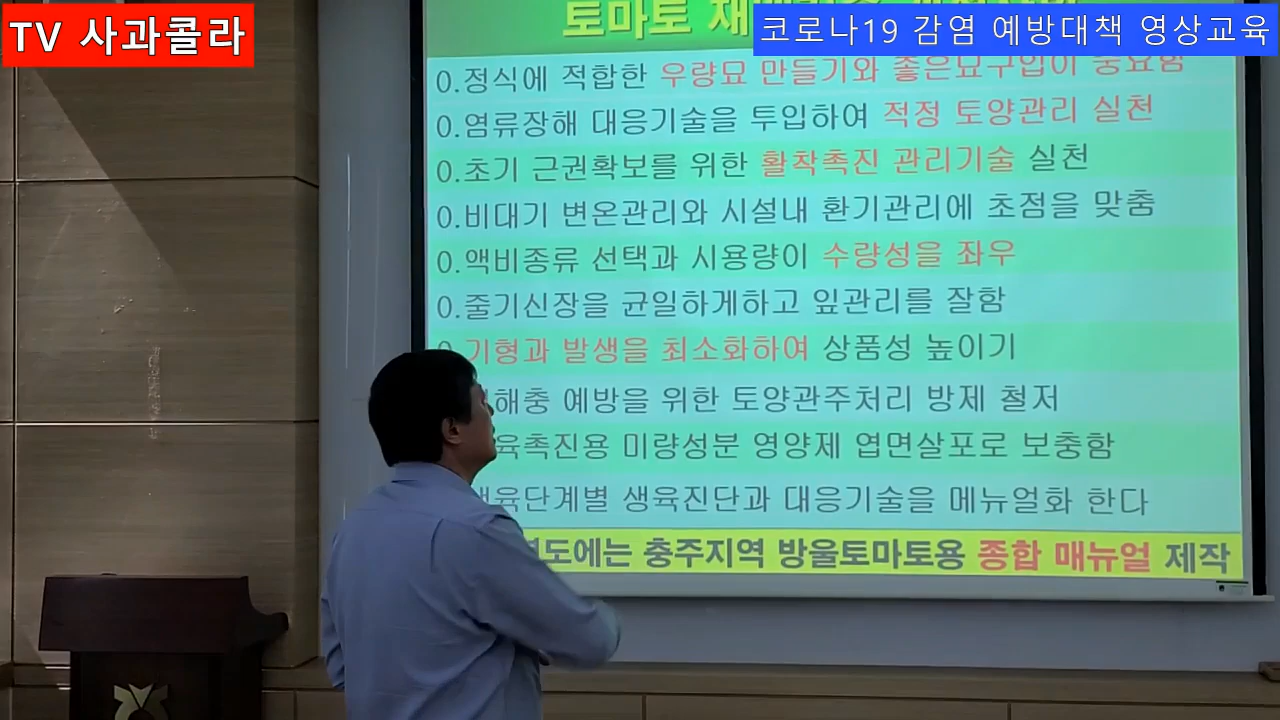 TV 사과콜라
코로나19 감염 예방대책 영상교육
토마토
0.정식에 적합한 우량묘 만들기와 좋은묘구입이 중요함
0.염류장해 대응기술을 투입하여 적정 토양관리 실천
0.초기 근권확보를 위한 활착촉진 관리기술 실천
0.비대기 변온관리와 시설내 환기관리에 초점을 맞춤
0.액비종류 선택과 시용량이 수량성을 좌우
0.줄기신장을 균일하게하고 잎관리를 잘함
기형과 발생을 최소화하여 상품성 높이기
해충 예방을 위한 토양관주처리 방제 철저
육촉진용 미량성분 영양제 엽면살포로 보충함
육단계별 생육진단과 대응기술을 메뉴얼화 한다
도에는 충주지역 방울토마토용 종합 매뉴얼 제작